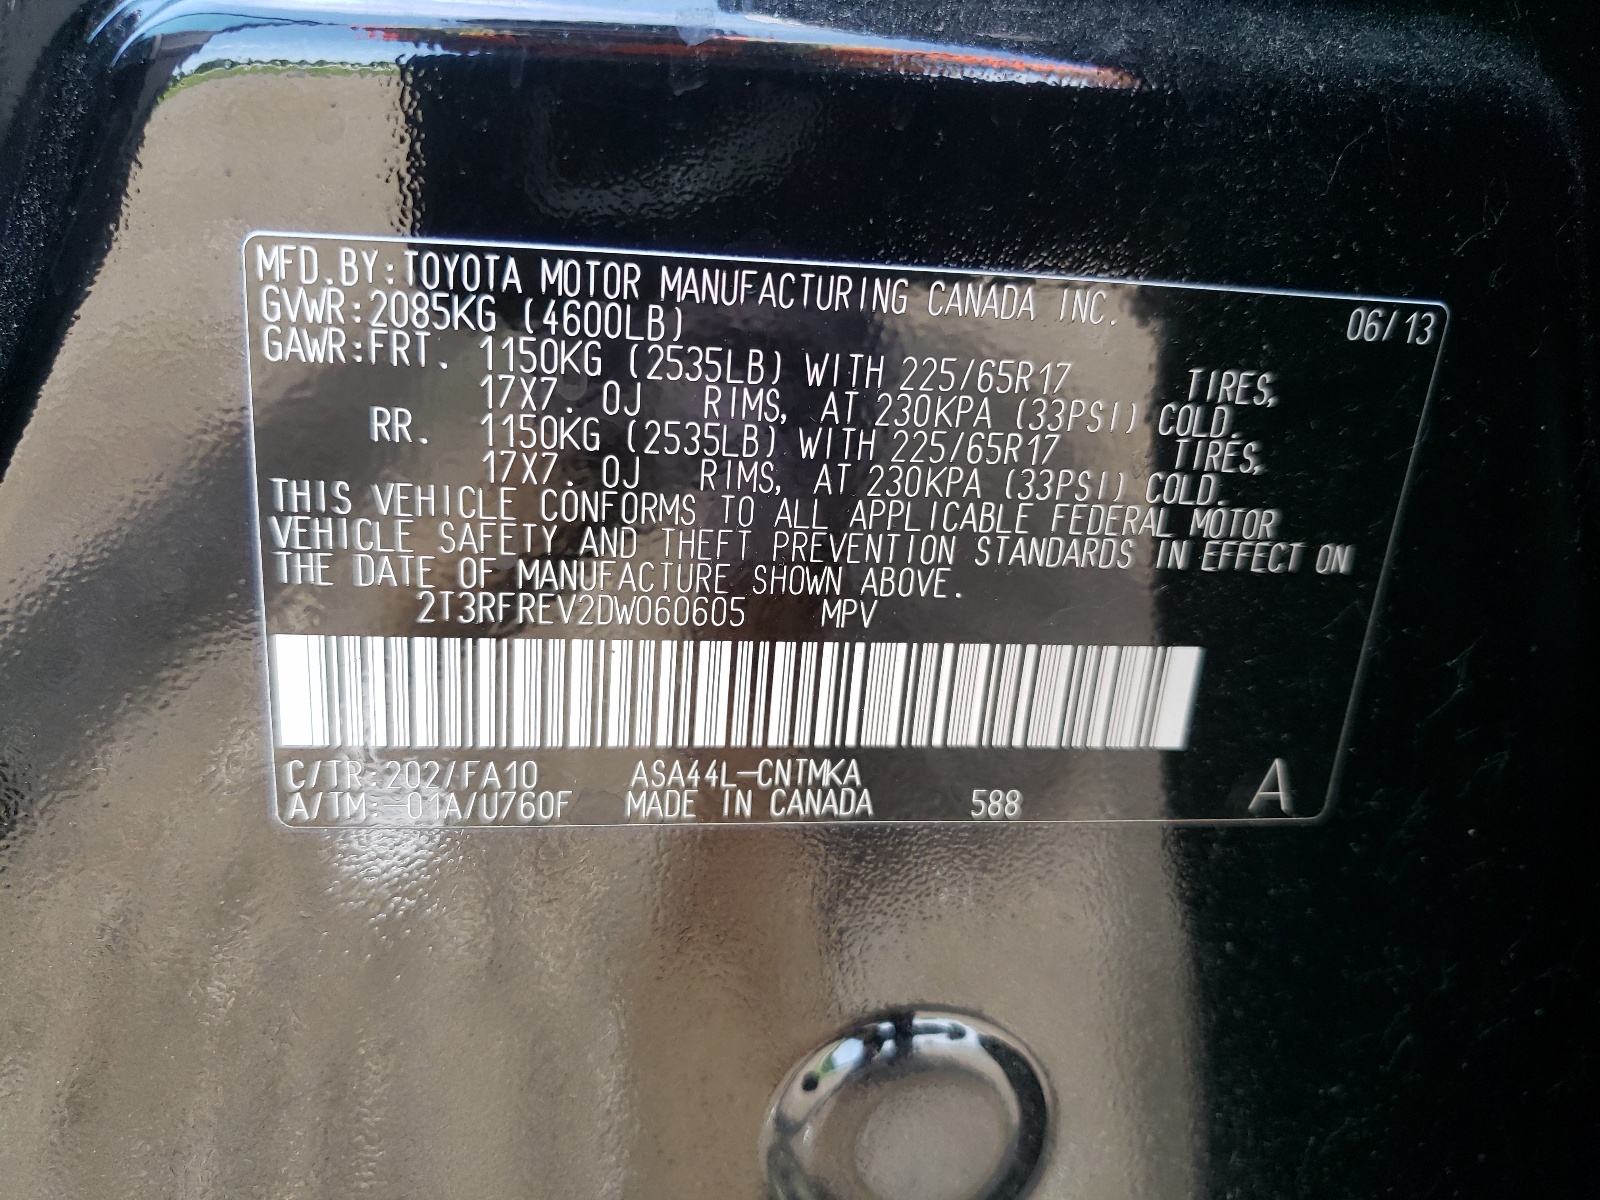 MFD.BY:TOYOTA MOTOR MANUFACTURING CANADA INC. 06/13
GVWR:2085KG (4600LB)
GAWR:FRT. 1150KG (2535LB) WITH 225/65R17 TIRES,
17X7.0J RIMS, AT 230KPA (33PSI) COLD.
RR. 1150KG (2535LB) WITH 225/65R17 TIRES,
17X7.0J RIMS, AT 230KPA (33PSI) COLD.
THIS VEHICLE CONFORMS TO ALL APPLICABLE FEDERAL MOTOR
VEHICLE SAFETY AND THEFT PREVENTION STANDARDS IN EFFECT ON
THE DATE OF MANUFACTURE SHOWN ABOVE.
2T3RFREV2DW060605 MPV
C/TR:202/FA10 ASA44L-CNTMKA
A/TM: 01A/U760F MADE IN CANADA 588 A